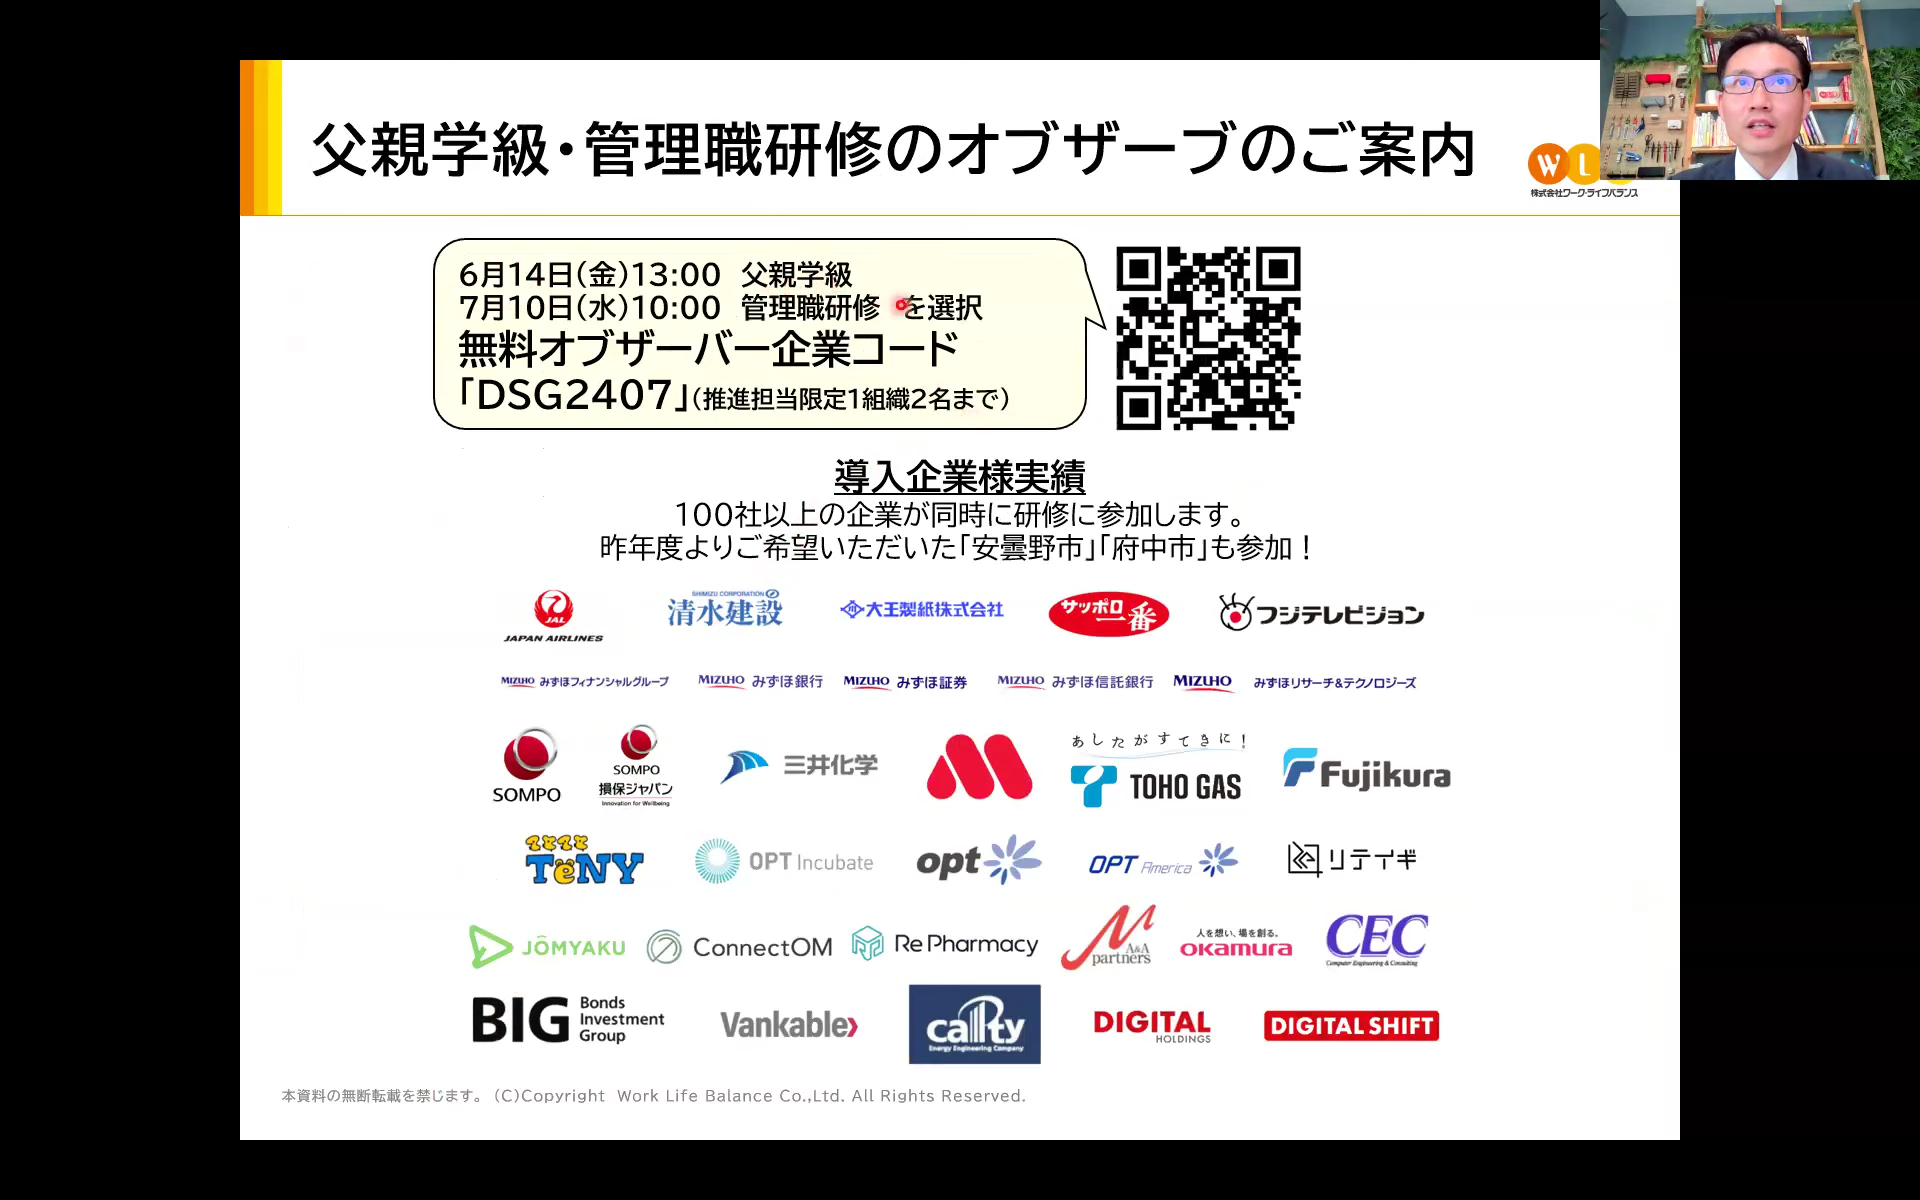 父親学級・管理職研修のオブザーブのご案内
W L
株式会社ワーク・ライフバランス
6月14日(金)13:00 父親学級
7月10日(水)10:00 管理職研修 を選択
無料オブザーバー企業コード
「DSG2407」(推進担当限定1組織2名まで)
導入企業様実績
100社以上の企業が同時に研修に参加します。
昨年度よりご希望いただいた「安曇野市」「府中市」も参加！
JAL
JAPAN AIRLINES
SHIMIZU CORPORATION
清水建設
大王製紙株式会社
サッポロ一番
フジテレビジョン
MIZUHO みずほフィナンシャルグループ
MIZUHO みずほ銀行
MIZUHO みずほ証券
MIZUHO みずほ信託銀行
MIZUHO みずほリサーチ&テクノロジーズ
SOMPO
SOMPO
損保ジャパン
Innovation for Wellbeing
三井化学
あしたがすてきに！
TOHO GAS
Fujikura
てとてと
TeNY
OPT Incubate
opt
OPT America
リテイギ
JŌMYAKU
ConnectOM
Re Pharmacy
A&A
partners
人を想い、場を創る。
okamura
CEC
Computer Engineering & Consulting
BIG Bonds
Investment
Group
Vankable
calty
Energy Engineering Company
DIGITAL
HOLDINGS
DIGITAL SHIFT
本資料の無断転載を禁じます。 (C)Copyright Work Life Balance Co.,Ltd. All Rights Reserved.